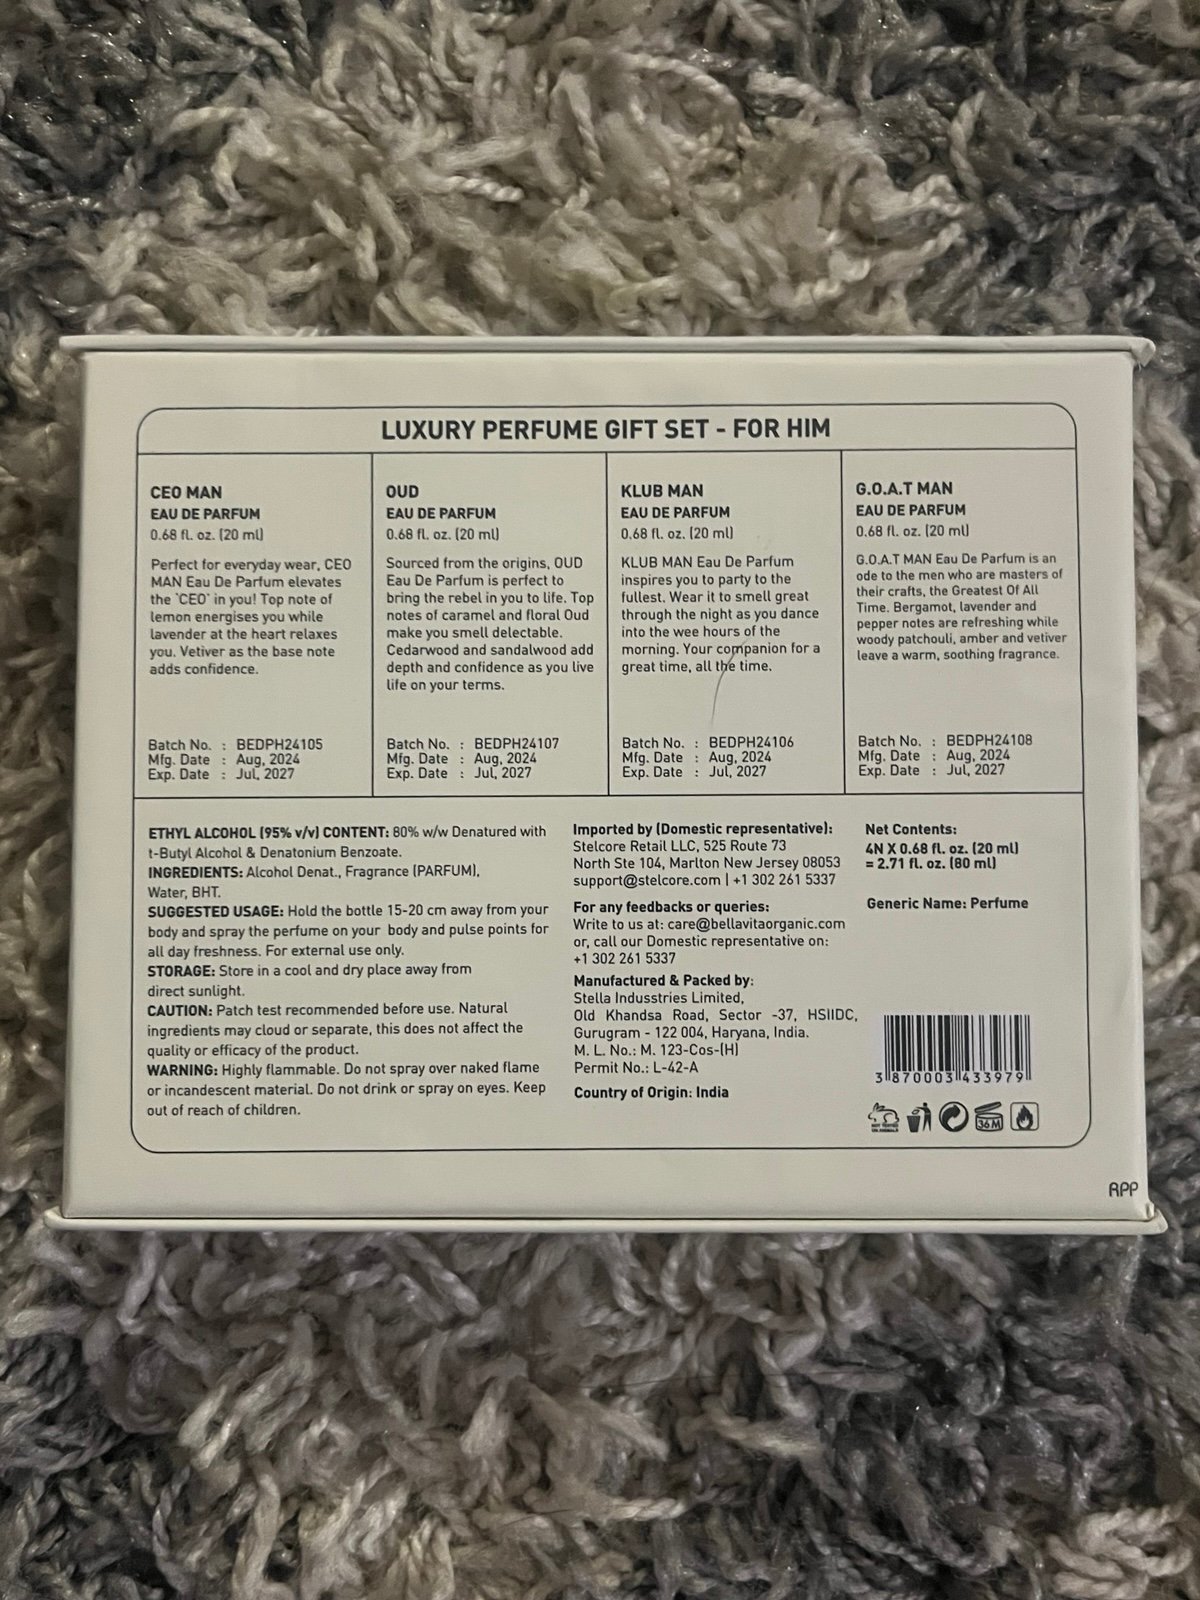 LUXURY PERFUME GIFT SET - FOR HIM
CEO MAN
EAU DE PARFUM
0.68 fl. oz. (20 ml)
Perfect for everyday wear, CEO
MAN Eau De Parfum elevates
the 'CEO' in you! Top note of
lemon energises you while
lavender at the heart relaxes
you. Vetiver as the base note
adds confidence.
Batch No. : BEDPH24105
Mfg. Date : Aug, 2024
Exp. Date : Jul, 2027
OUD
EAU DE PARFUM
0.68 fl. oz. (20 ml)
Sourced from the origins, OUD
Eau De Parfum is perfect to
bring the rebel in you to life. Top
notes of caramel and floral Oud
make you smell delectable.
Cedarwood and sandalwood add
depth and confidence as you live
life on your terms.
Batch No. : BEDPH24107
Mfg. Date : Aug, 2024
Exp. Date : Jul, 2027
KLUB MAN
EAU DE PARFUM
0.68 fl. oz. (20 ml)
KLUB MAN Eau De Parfum
inspires you to party to the
fullest. Wear it to smell great
through the night as you dance
into the wee hours of the
morning. Your companion for a
great time, all the time.
Batch No. : BEDPH24106
Mfg. Date : Aug, 2024
Exp. Date : Jul, 2027
G.O.A.T MAN
EAU DE PARFUM
0.68 fl. oz. (20 ml)
G.O.A.T MAN Eau De Parfum is an
ode to the men who are masters of
their crafts, the Greatest Of All
Time. Bergamot, lavender and
pepper notes are refreshing while
woody patchouli, amber and vetiver
leave a warm, soothing fragrance.
Batch No. : BEDPH24108
Mfg. Date : Aug, 2024
Exp. Date : Jul, 2027
ETHYL ALCOHOL (95% v/v) CONTENT: 80% w/w Denatured with
t-Butyl Alcohol & Denatonium Benzoate.
INGREDIENTS: Alcohol Denat., Fragrance (PARFUM),
Water, BHT.
SUGGESTED USAGE: Hold the bottle 15-20 cm away from your
body and spray the perfume on your body and pulse points for
all day freshness. For external use only.
STORAGE: Store in a cool and dry place away from
direct sunlight.
CAUTION: Patch test recommended before use. Natural
ingredients may cloud or separate, this does not affect the
quality or efficacy of the product.
WARNING: Highly flammable. Do not spray over naked flame
or incandescent material. Do not drink or spray on eyes. Keep
out of reach of children.
Imported by (Domestic representative):
Stelcore Retail LLC, 525 Route 73
North Ste 104, Marlton New Jersey 08053
support@stelcore.com | +1 302 261 5337
For any feedbacks or queries:
Write to us at: care@bellavitaorganic.com
or, call our Domestic representative on:
+1 302 261 5337
Manufactured & Packed by:
Stella Indusstries Limited,
Old Khandsa Road, Sector -37, HSIIDC,
Gurugram - 122 004, Haryana, India.
M. L. No.: M. 123-Cos-(H)
Permit No.: L-42-A
Country of Origin: India
Net Contents:
4N X 0.68 fl. oz. (20 ml)
= 2.71 fl. oz. (80 ml)
Generic Name: Perfume
3 870003 433979
NOT TESTED
ON ANIMALS
36M
RPP